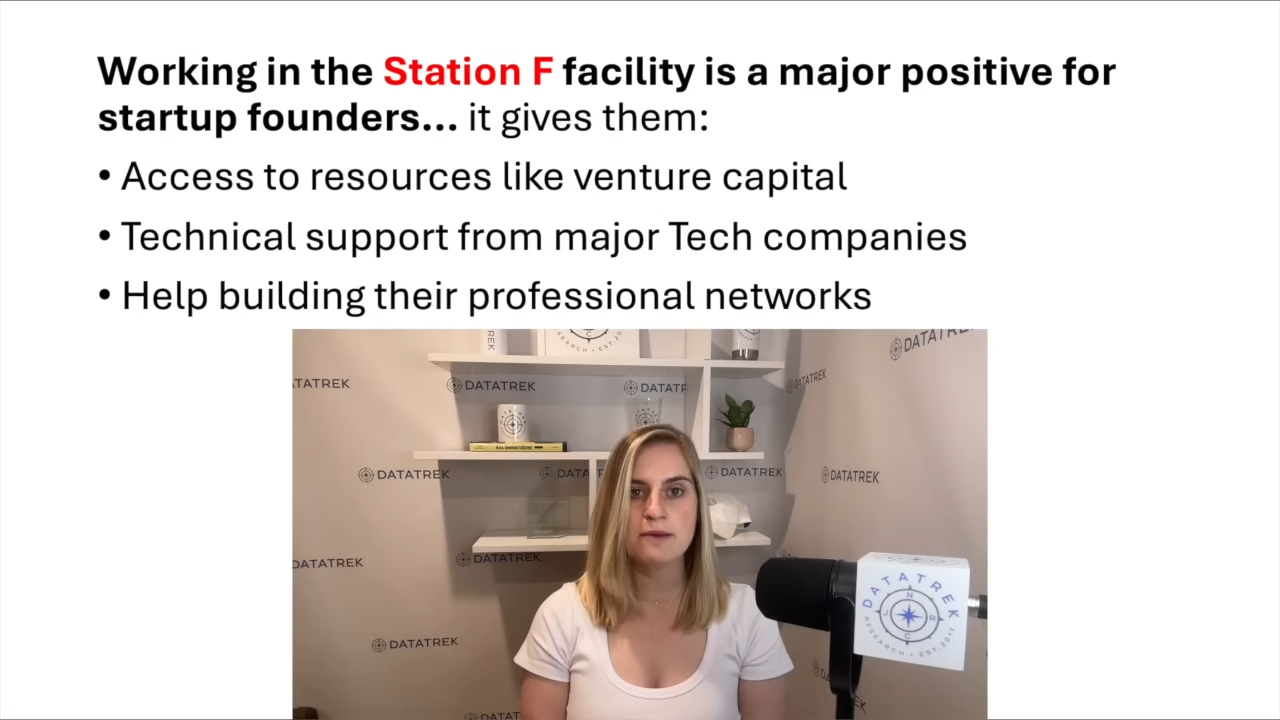 Working in the Station F facility is a major positive for
startup founders... it gives them:
• Access to resources like venture capital
• Technical support from major Tech companies
• Help building their professional networks
DATATREK
DATATREK
DATATREK
DATATREK
DATATREK
DATATREK
DATATREK
DATATREK
DATATREK
DATATREK
DATATREK
RESEARCH • EST. 2017